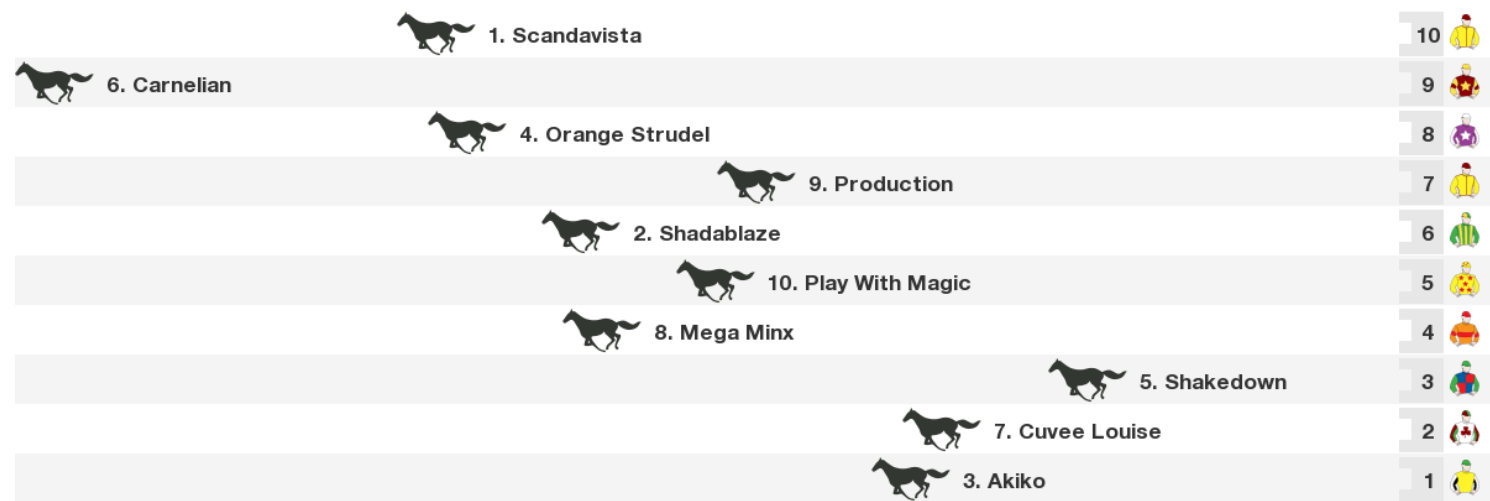 1. Scandavista 10
6. Carnelian 9
4. Orange Strudel 8
9. Production 7
2. Shadablaze 6
10. Play With Magic 5
8. Mega Minx 4
5. Shakedown 3
7. Cuvee Louise 2
3. Akiko 1